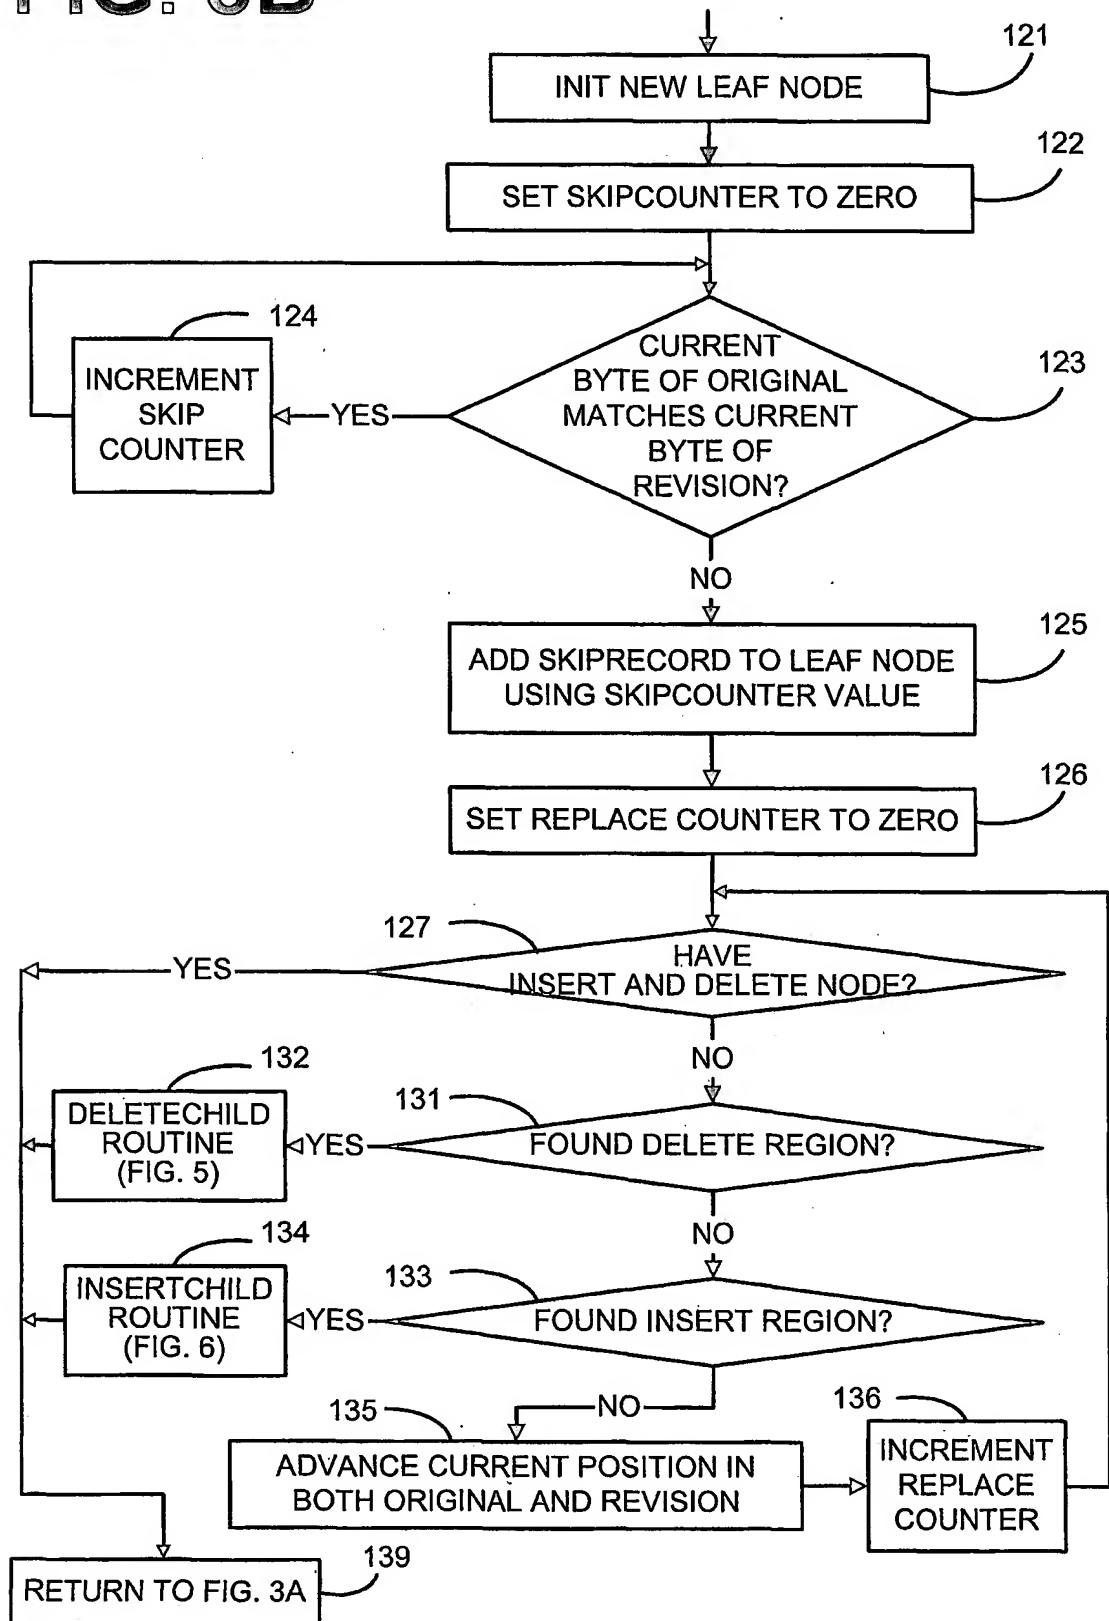 121
INIT NEW LEAF NODE
122
SET SKIPCOUNTER TO ZERO
124
INCREMENT
SKIP
COUNTER
YES
CURRENT
BYTE OF ORIGINAL
MATCHES CURRENT
BYTE OF
REVISION?
123
NO
125
ADD SKIPRECORD TO LEAF NODE
USING SKIPCOUNTER VALUE
126
SET REPLACE COUNTER TO ZERO
127
YES
HAVE
INSERT AND DELETE NODE?
NO
132
DELETECHILD
ROUTINE
(FIG. 5)
YES
131
FOUND DELETE REGION?
NO
134
INSERTCHILD
ROUTINE
(FIG. 6)
YES
133
FOUND INSERT REGION?
NO
135
ADVANCE CURRENT POSITION IN
BOTH ORIGINAL AND REVISION
136
INCREMENT
REPLACE
COUNTER
139
RETURN TO FIG. 3A